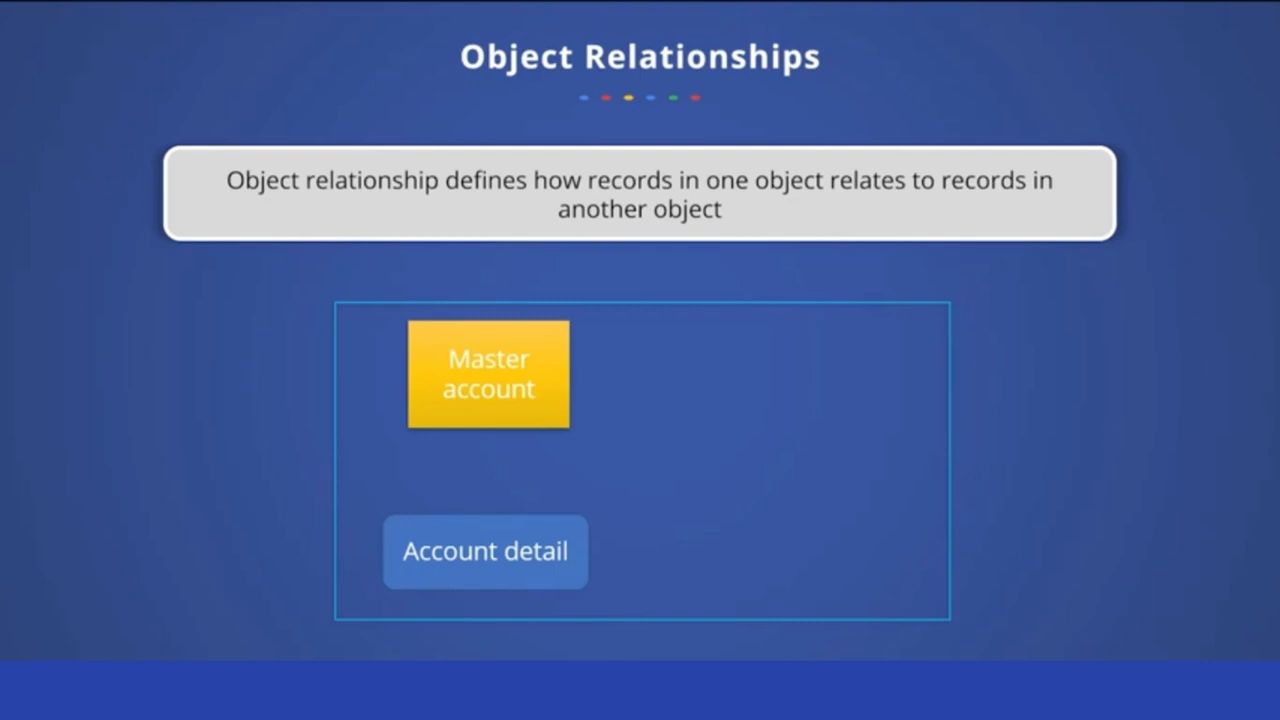 Object Relationships
Object relationship defines how records in one object relates to records in
another object
Master
account
Account detail